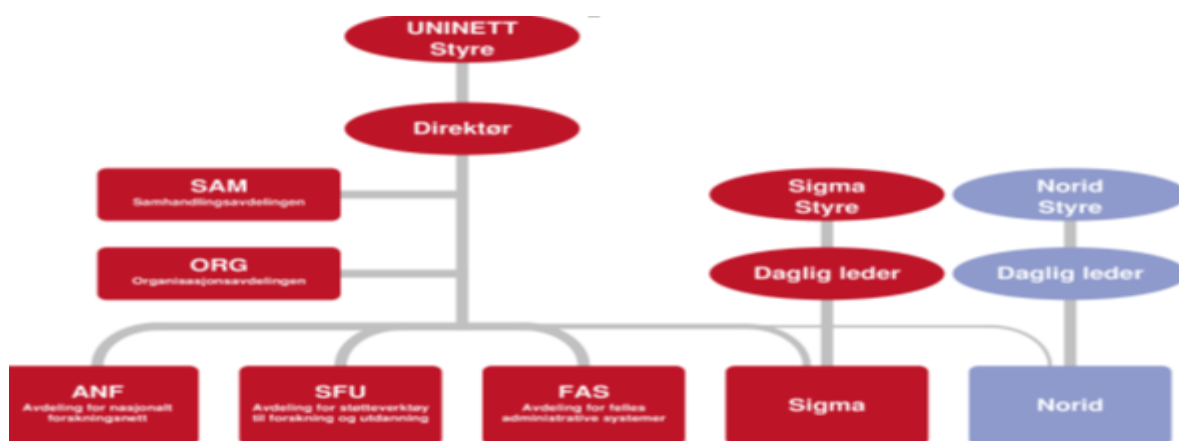 UNINETT
Styre
Direktør
SAM
Samhandlingsavdelingen
ORG
Organisasjonsavdelingen
Sigma
Styre
Norid
Styre
Daglig leder
Daglig leder
ANF
Avdeling for nasjonalt
forskningsnett
SFU
Avdeling for støtteverktøy
til forskning og utdanning
FAS
Avdeling for felles
administrative systemer
Sigma
Norid